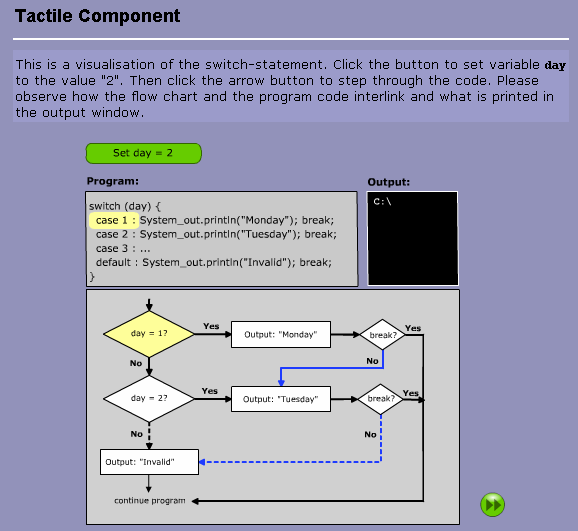 Tactile Component
This is a visualisation of the switch-statement. Click the button to set variable day
to the value "2". Then click the arrow button to step through the code. Please
observe how the flow chart and the program code interlink and what is printed in
the output window.
Set day = 2
Program:
switch (day) {
case 1 : System_out.println("Monday"); break;
case 2 : System_out.println("Tuesday"); break;
case 3 : ...
default : System_out.println("Invalid"); break;
}
Output:
C:\
day = 1?
Yes
Output: "Monday"
break?
Yes
No
No
day = 2?
Yes
Output: "Tuesday"
break?
Yes
No
No
Output: "Invalid"
continue program